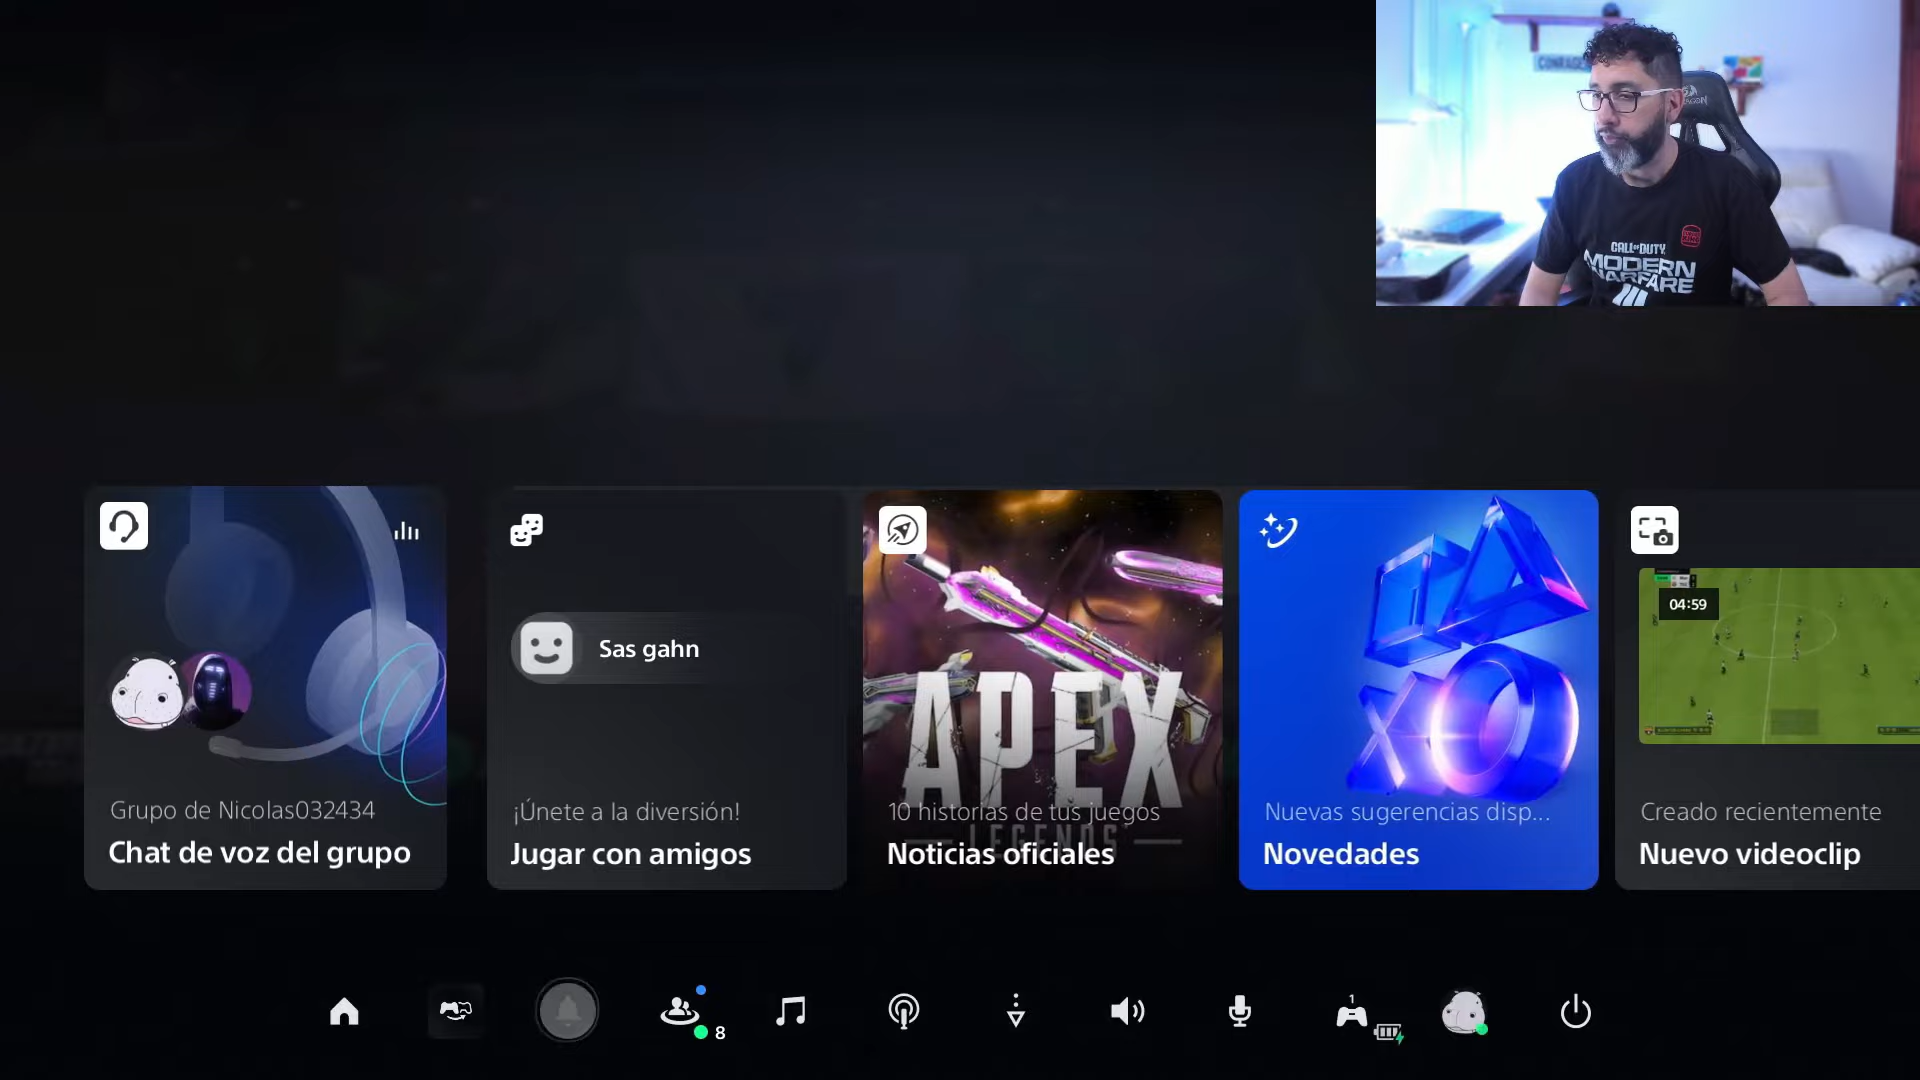 CALL OF DUTY
MODERN
WARFARE
III
04:59
Sas gahn
APEX
LEGENDS
Grupo de Nicolas032434
Chat de voz del grupo
¡Únete a la diversión!
Jugar con amigos
10 historias de tus juegos
Noticias oficiales
Nuevas sugerencias disp...
Novedades
Creado recientemente
Nuevo videoclip
8
1